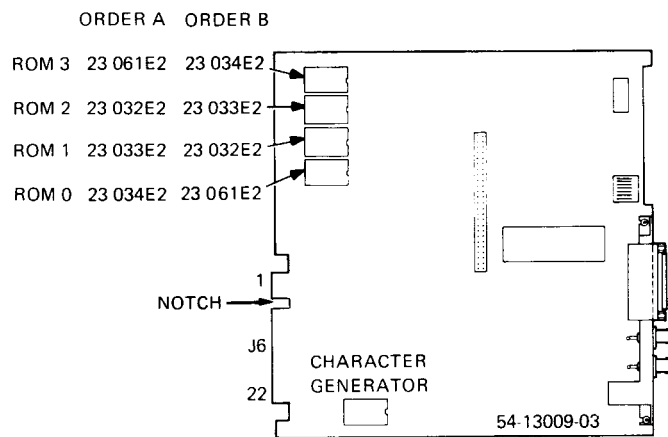 ORDER A ORDER B
ROM 3 23 061E2 23 034E2
ROM 2 23 032E2 23 033E2
ROM 1 23 033E2 23 032E2
ROM 0 23 034E2 23 061E2
1
NOTCH
J6
22
CHARACTER
GENERATOR
54-13009-03